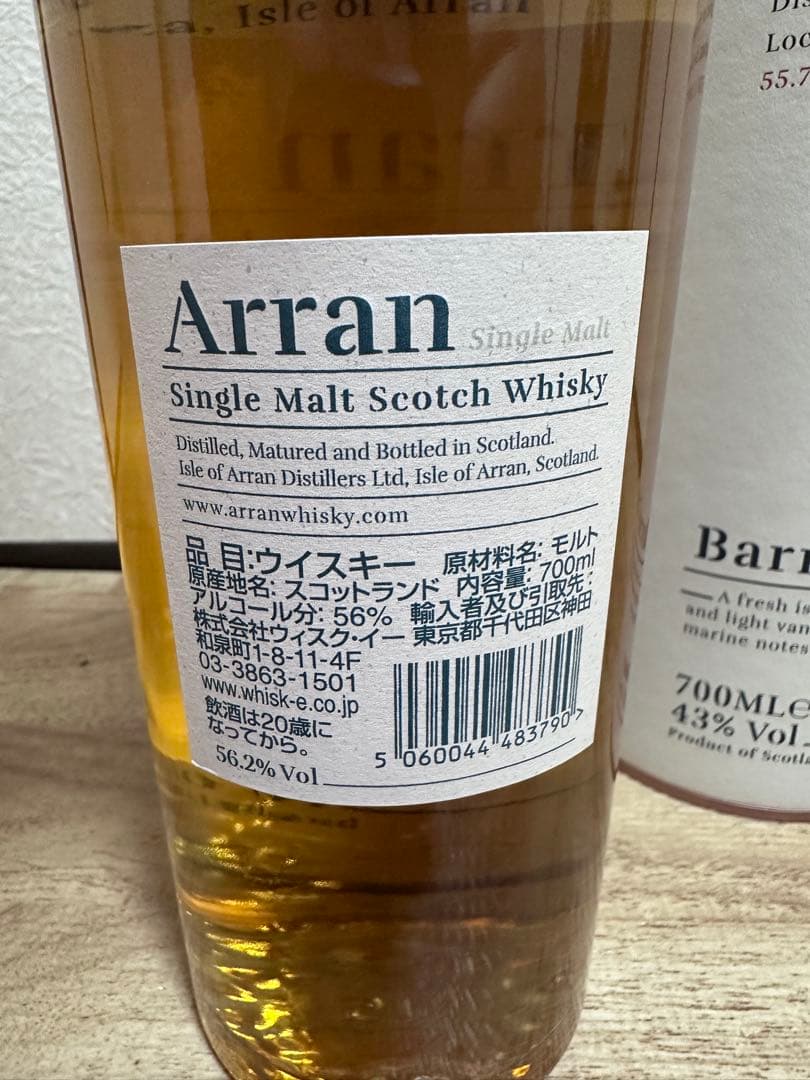 Isle of Arran
Arran
Single Malt
Single Malt Scotch Whisky
Distilled, Matured and Bottled in Scotland.
Isle of Arran Distillers Ltd, Isle of Arran, Scotland.
www.arranwhisky.com
品 目:ウイスキー 原材料名: モルト
原産地名: スコットランド 内容量: 700ml
アルコール分: 56% 輸入者及び引取先:
株式会社ウィスク・イー 東京都千代田区神田
和泉町1-8-11-4F
03-3863-1501
www.whisk-e.co.jp
飲酒は20歳に
なってから。
56.2% Vol
5 060044 483790 >
Loc
55.7
Barr
A fresh is
and light van
marine notes
700MLe
43% Vol
Product of Scotla